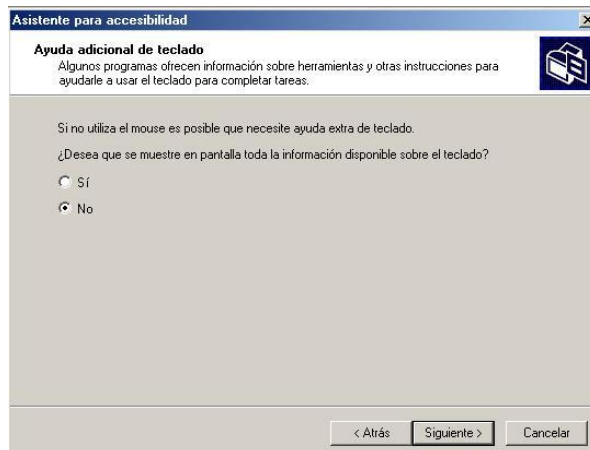 Asistente para accesibilidad
Ayuda adicional de teclado
Algunos programas ofrecen información sobre herramientas y otras instrucciones para
ayudarle a usar el teclado para completar tareas.
Si no utiliza el mouse es posible que necesite ayuda extra de teclado.
¿Desea que se muestre en pantalla toda la información disponible sobre el teclado?
Sí
No
< Atrás Siguiente > Cancelar